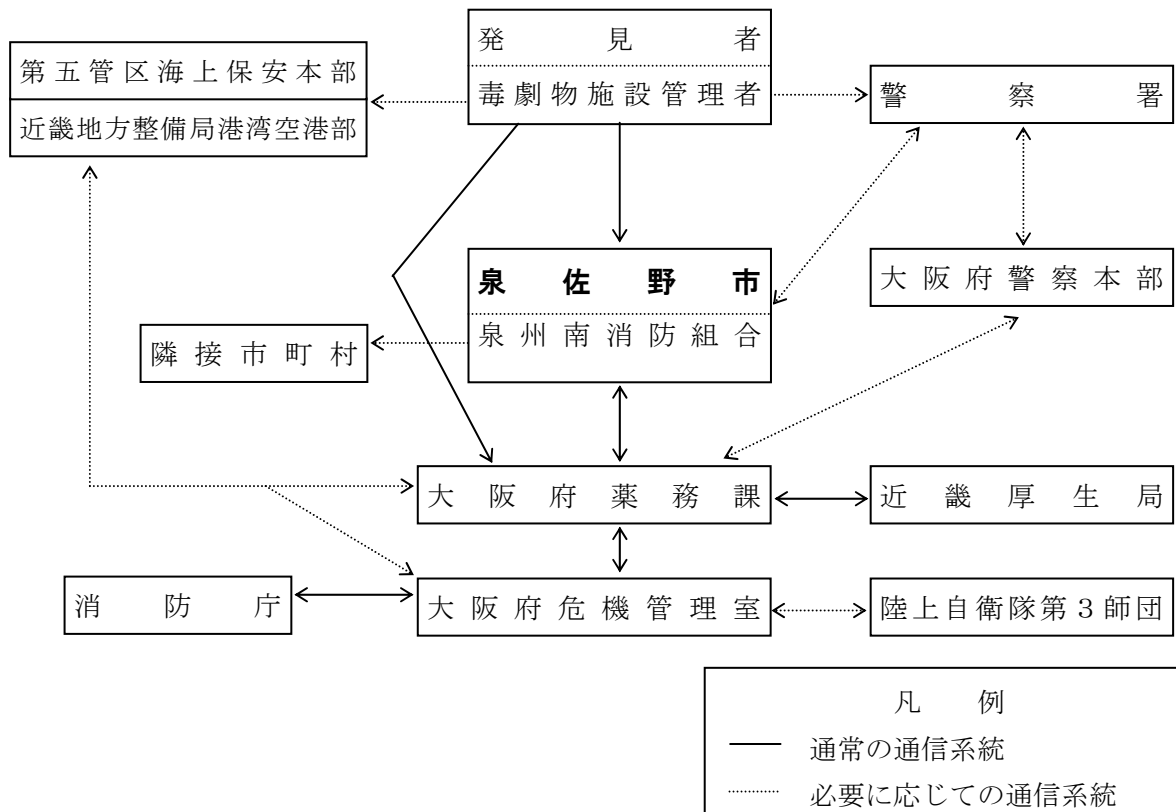 発見者
毒劇物施設管理者
第五管区海上保安本部
近畿地方整備局港湾空港部
警察署
泉佐野市
泉州南消防組合
大阪府警察本部
隣接市町村
大阪府薬務課
近畿厚生局
消防庁
大阪府危機管理室
陸上自衛隊第３師団
凡例
通常の通信系統
必要に応じての通信系統